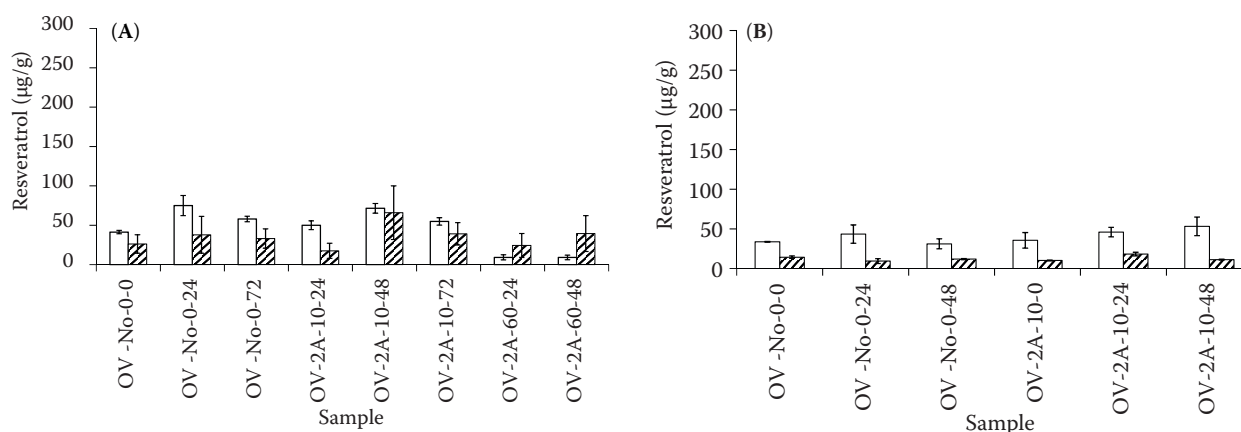 (A)
Resveratrol (µg/g)
300
250
200
150
100
50
0
OV -No-0-0
OV -No-0-24
OV -No-0-72
OV-2A-10-24
OV-2A-10-48
OV-2A-10-72
OV-2A-60-24
OV-2A-60-48
Sample
(B)
Resveratrol (µg/g)
300
250
200
150
100
50
0
OV -No-0-0
OV -No-0-24
OV -No-0-48
OV-2A-10-0
OV-2A-10-24
OV-2A-10-48
Sample